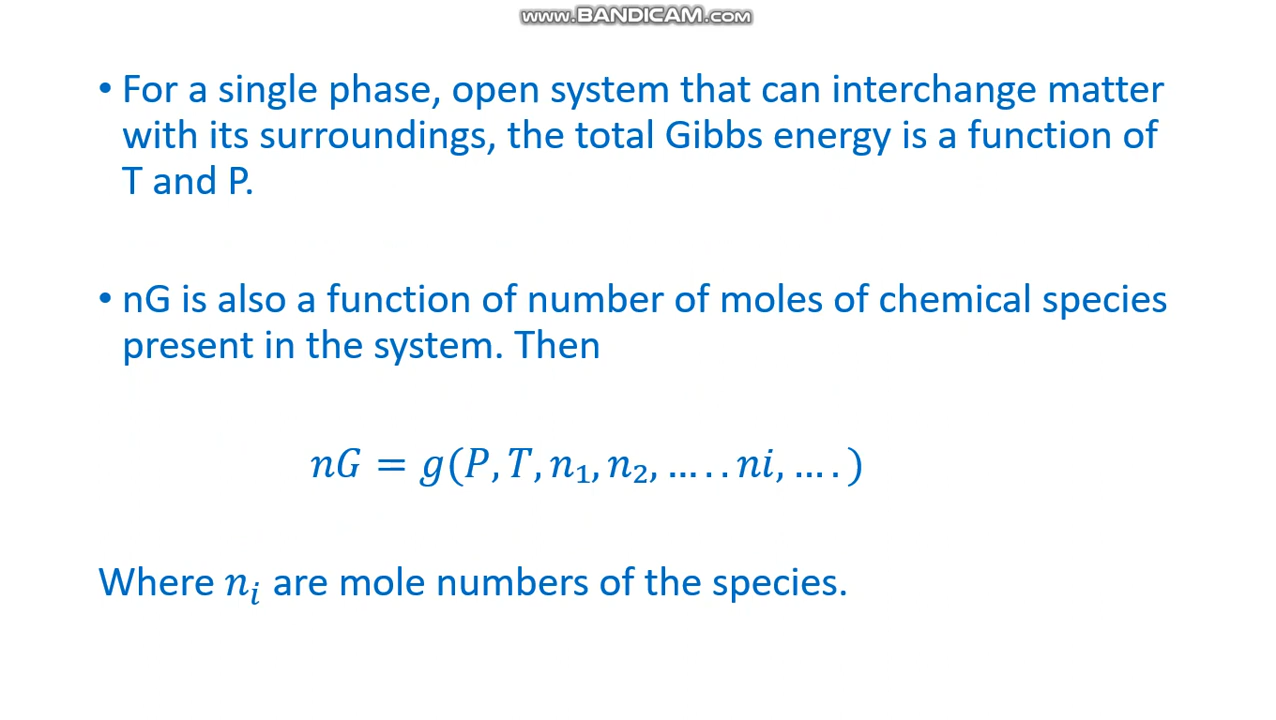 www.BANDICAM.com
• For a single phase, open system that can interchange matter
with its surroundings, the total Gibbs energy is a function of
T and P.
• nG is also a function of number of moles of chemical species
present in the system. Then
nG = g(P, T, n₁, n₂, … . . ni, … . )
Where nᵢ are mole numbers of the species.